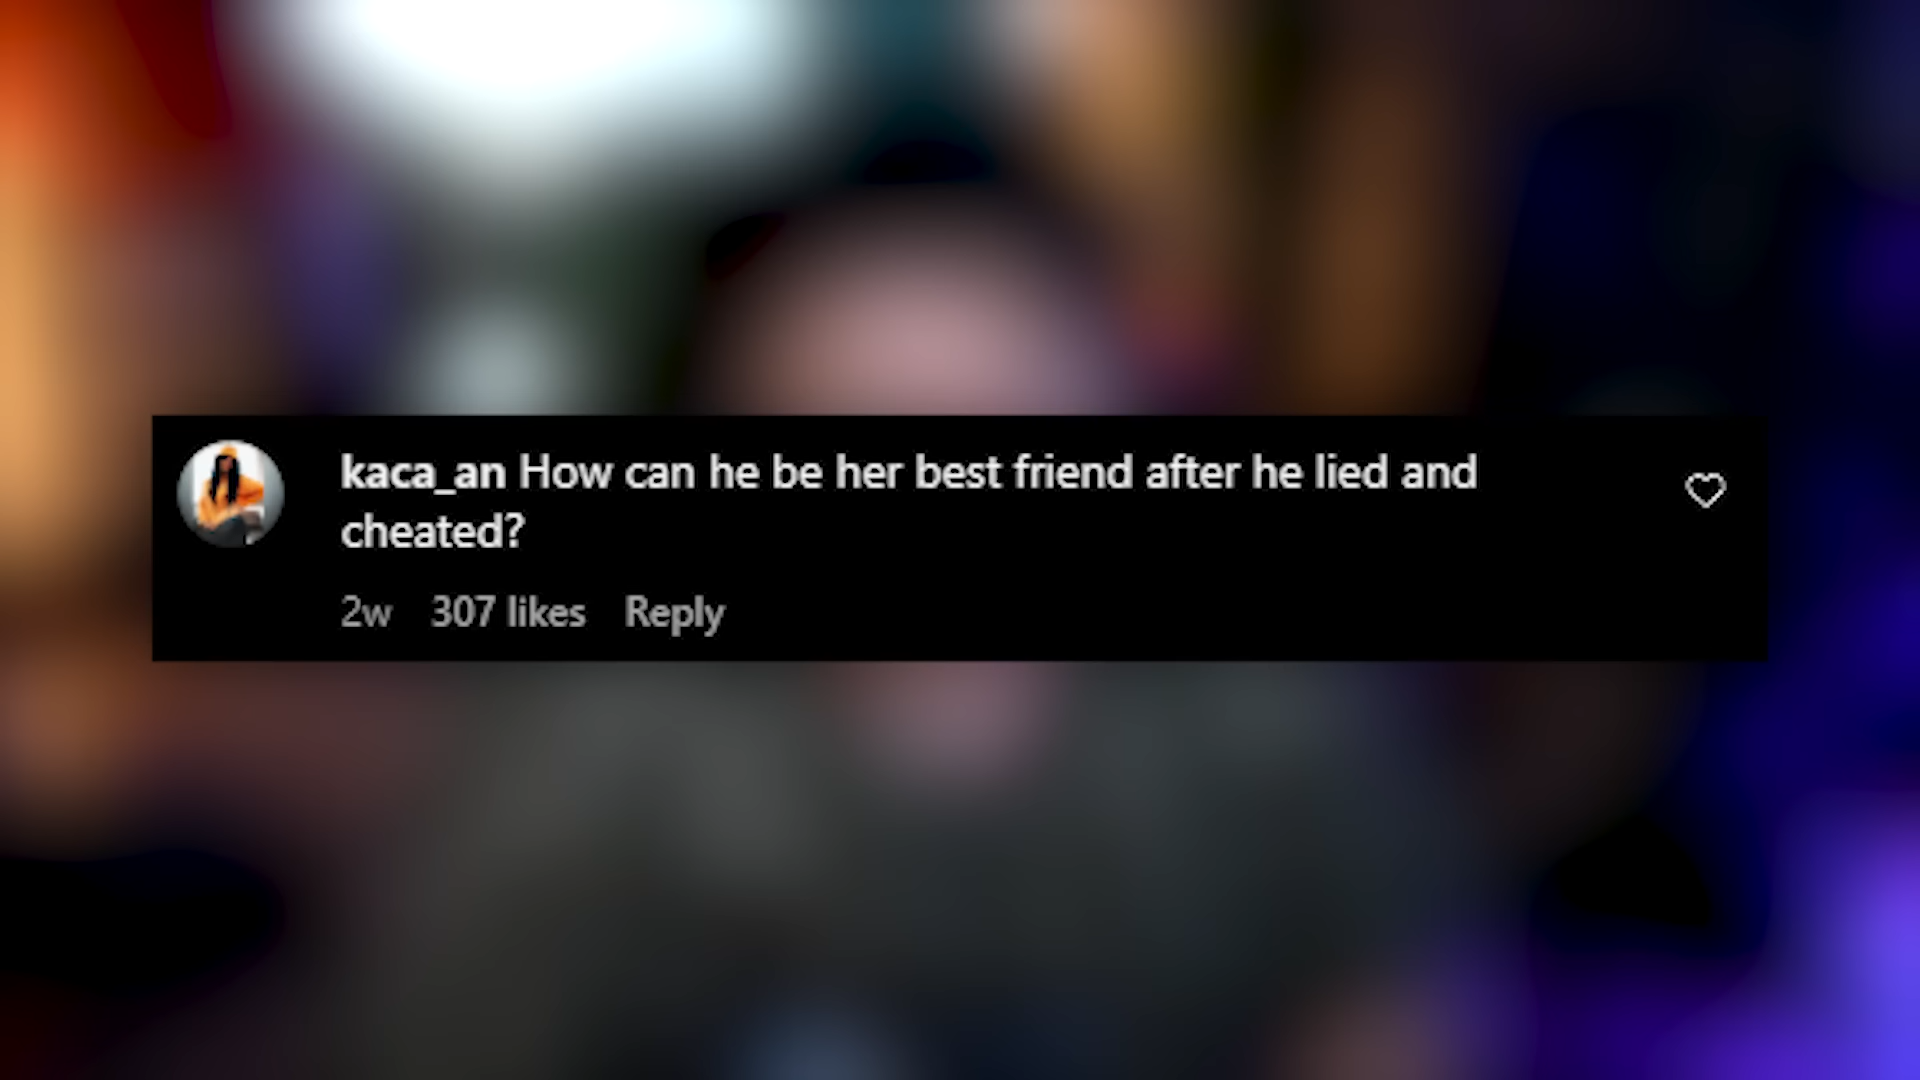 kaca_an How can he be her best friend after he lied and
cheated?
2w 307 likes Reply